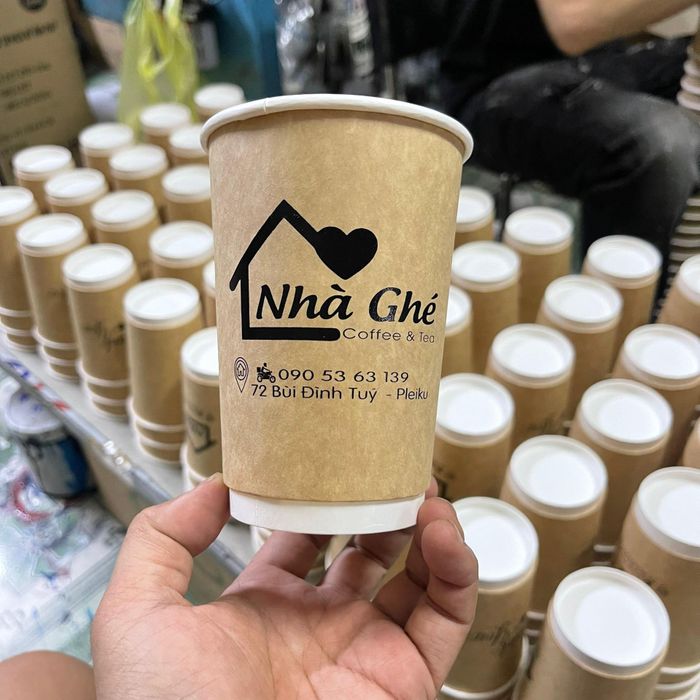 Nhà Ghé
Coffee & Tea
090 53 63 139
72 Bùi Đình Tuý - Pleiku